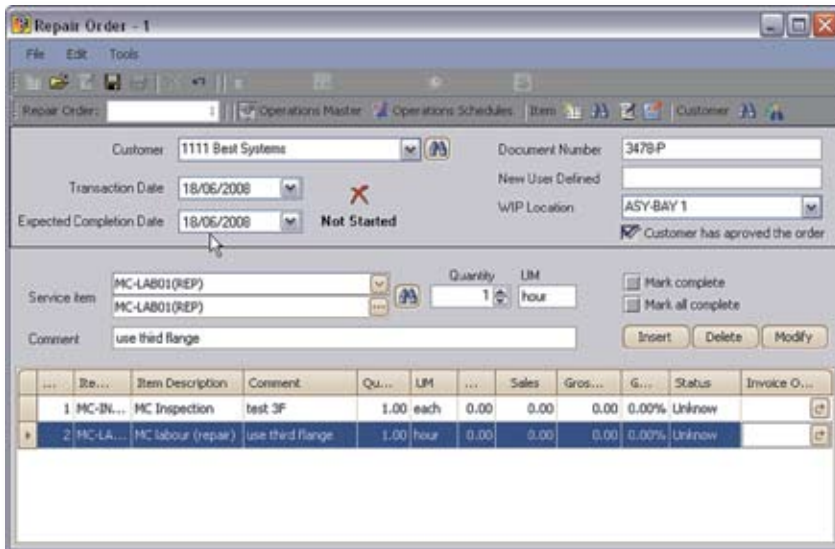 Repair Order - 1
File Edit Tools
Repair Order: Operations Master Operations Schedules Item Customer
Customer 1111 Best Systems Document Number 3478-P
Transaction Date 18/06/2008 New User Defined
Expected Completion Date 18/06/2008 Not Started WIP Location ASY-BAY 1
Customer has aproved the order
Quantity UM
Service item MC-LAB01(REP) 1 hour Mark complete
MC-LAB01(REP) Mark all complete
Comment use third flange Insert Delete Modify
... Ite... Item Description Comment Qu... UM ... Sales Gros... G... Status Invoice O...
1 MC-IN... MC Inspection test 3F 1.00 each 0.00 0.00 0.00 0.00% Unknow
2 MC-LA... MC labour (repair) use third flange 1.00 hour 0.00 0.00 0.00 0.00% Unknow